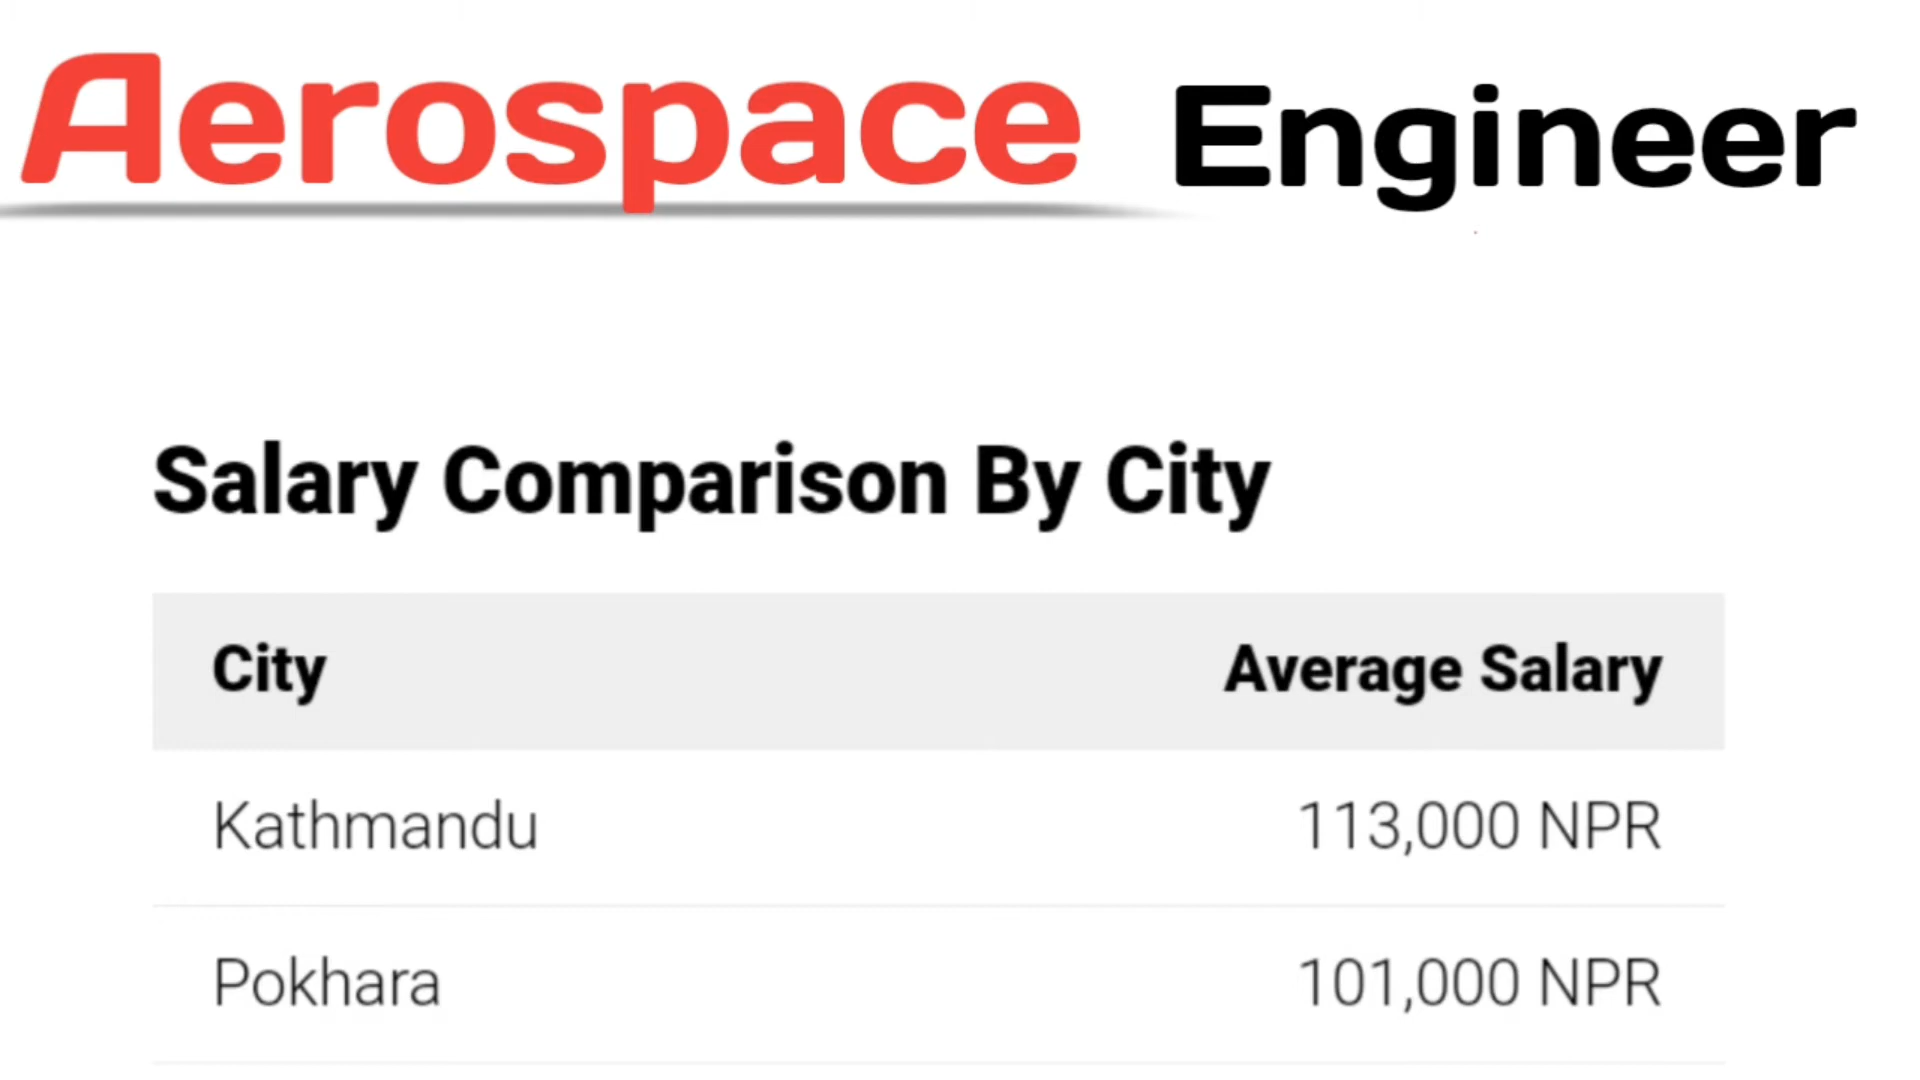 Aerospace Engineer
Salary Comparison By City
City Average Salary
Kathmandu 113,000 NPR
Pokhara 101,000 NPR